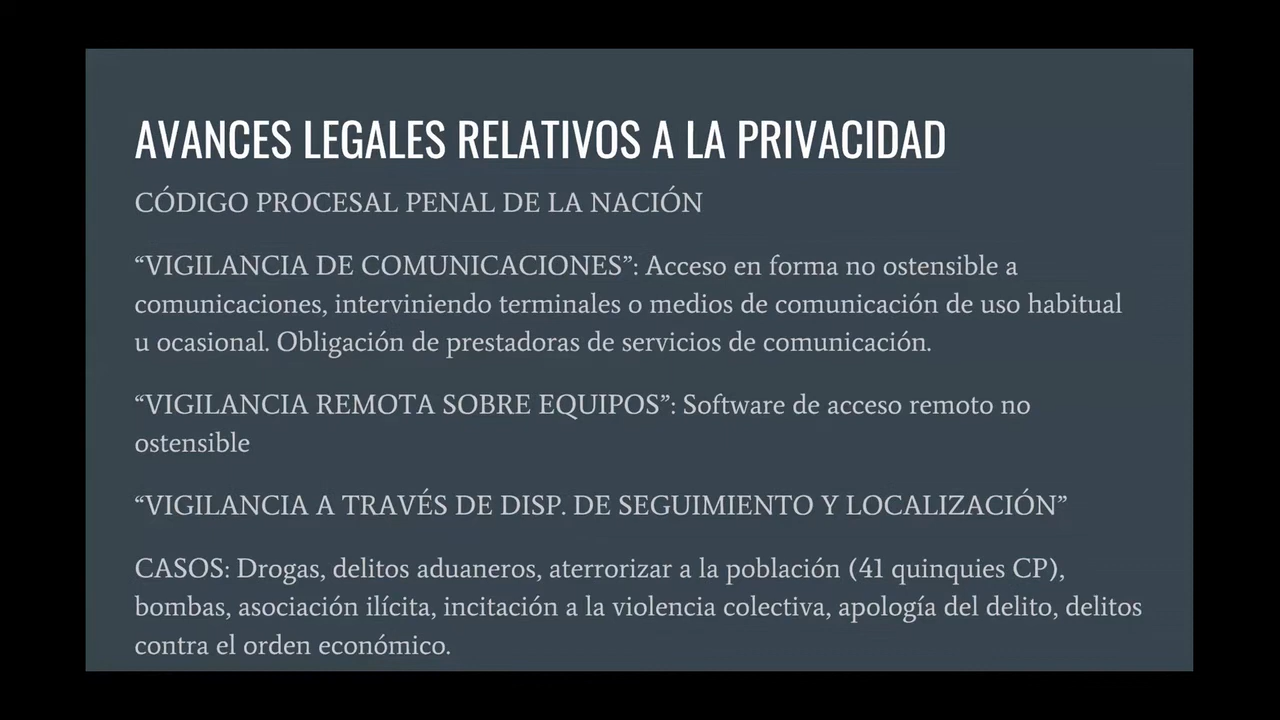 AVANCES LEGALES RELATIVOS A LA PRIVACIDAD
CÓDIGO PROCESAL PENAL DE LA NACIÓN
“VIGILANCIA DE COMUNICACIONES”: Acceso en forma no ostensible a
comunicaciones, interviniendo terminales o medios de comunicación de uso habitual
u ocasional. Obligación de prestadoras de servicios de comunicación.
“VIGILANCIA REMOTA SOBRE EQUIPOS”: Software de acceso remoto no
ostensible
“VIGILANCIA A TRAVÉS DE DISP. DE SEGUIMIENTO Y LOCALIZACIÓN”
CASOS: Drogas, delitos aduaneros, aterrorizar a la población (41 quinquies CP),
bombas, asociación ilícita, incitación a la violencia colectiva, apología del delito, delitos
contra el orden económico.